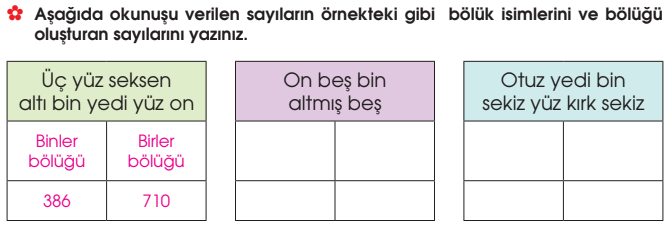 Aşağıda okunuşu verilen sayıların örnekteki gibi bölük isimlerini ve bölüğü
oluşturan sayılarını yazınız.
Üç yüz seksen
altı bin yedi yüz on
Binler
bölüğü
Birler
bölüğü
386
710
On beş bin
altmış beş
Otuz yedi bin
sekiz yüz kırk sekiz